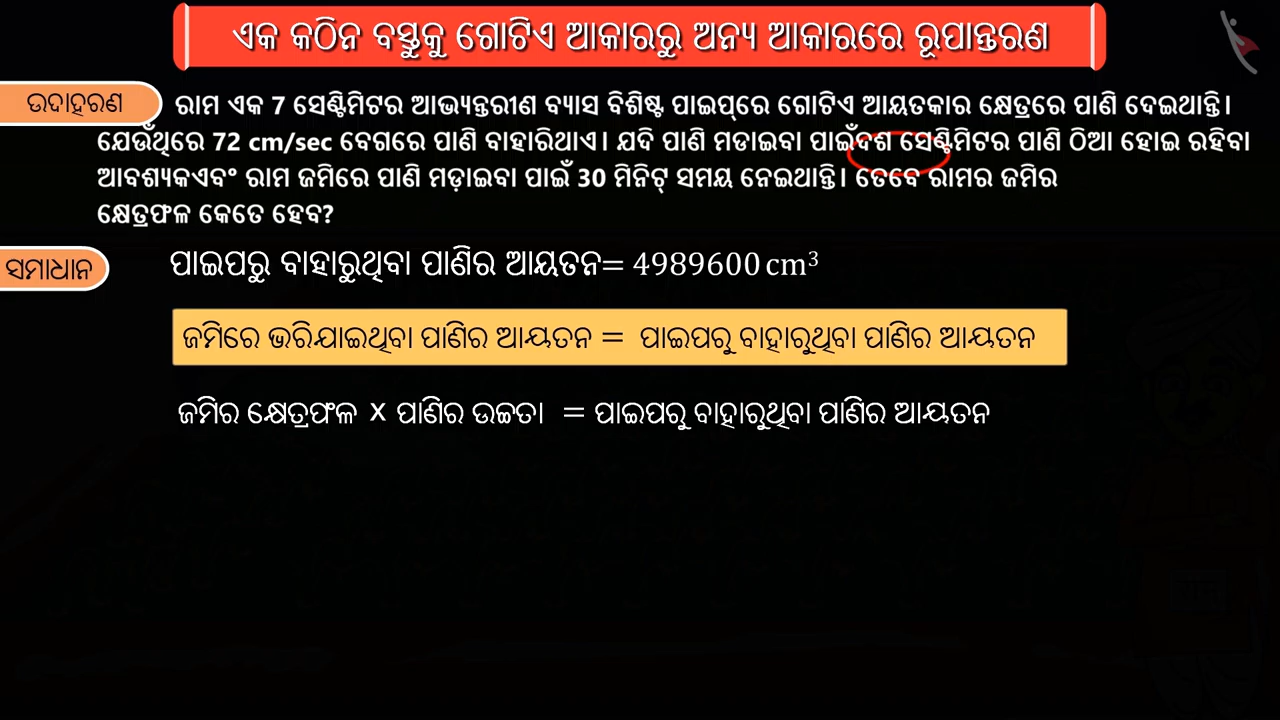 ଏକ କଠିନ ବସ୍ତୁକୁ ଗୋଟିଏ ଆକାରରୁ ଅନ୍ୟ ଆକାରରେ ରୂପାନ୍ତରଣ
ଉଦାହରଣ ରାମ ଏକ 7 ସେଣ୍ଟିମିଟର ଆଭ୍ୟନ୍ତରୀଣ ବ୍ୟାସ ବିଶିଷ୍ଟ ପାଇପ୍‌ରେ ଗୋଟିଏ ଆୟତକାର କ୍ଷେତ୍ରରେ ପାଣି ଦେଇଥାନ୍ତି।
ଯେଉଁଥିରେ 72 cm/sec ବେଗରେ ପାଣି ବାହାରିଥାଏ। ଯଦି ପାଣି ମଡାଇବା ପାଇଁଦଶ ସେଣ୍ଟିମିଟର ପାଣି ଠିଆ ହୋଇ ରହିବା
ଆବଶ୍ୟକଏବଂ ରାମ ଜମିରେ ପାଣି ମଡ଼ାଇବା ପାଇଁ 30 ମିନିଟ୍ ସମୟ ନେଇଥାନ୍ତି। ତେବେ ରାମର ଜମିର
କ୍ଷେତ୍ରଫଳ କେତେ ହେବ?
ସମାଧାନ ପାଇପରୁ ବାହାରୁଥିବା ପାଣିର ଆୟତନ= 4989600 cm³
ଜମିରେ ଭରିଯାଇଥିବା ପାଣିର ଆୟତନ = ପାଇପରୁ ବାହାରୁଥିବା ପାଣିର ଆୟତନ
ଜମିର କ୍ଷେତ୍ରଫଳ x ପାଣିର ଉଚ୍ଚତା = ପାଇପରୁ ବାହାରୁଥିବା ପାଣିର ଆୟତନ